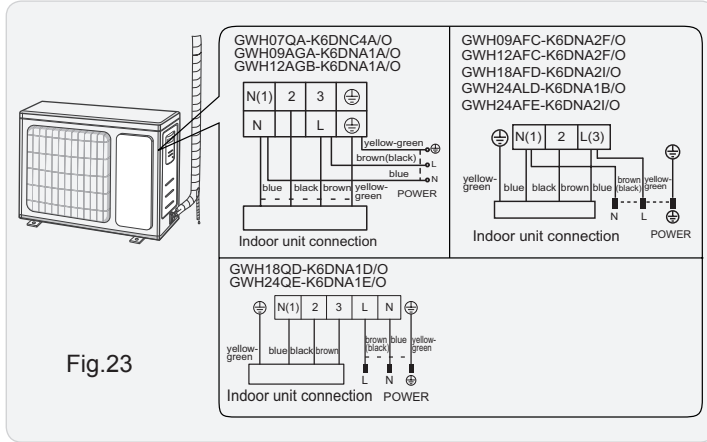 GWH07QA-K6DNC4A/O
GWH09AGA-K6DNA1A/O
GWH12AGB-K6DNA1A/O
N(1) 2 3
N L
yellow-green
brown(black) L
blue N
blue black brown yellow-green POWER
Indoor unit connection
GWH09AFC-K6DNA2F/O
GWH12AFC-K6DNA2F/O
GWH18AFD-K6DNA2I/O
GWH24ALD-K6DNA1B/O
GWH24AFE-K6DNA2I/O
N(1) 2 L(3)
yellow-green blue black brown blue brown (black) yellow-green
N L
Indoor unit connection POWER
GWH18QD-K6DNA1D/O
GWH24QE-K6DNA1E/O
N(1) 2 3 L N
yellow-green blue black brown brown (black) blue yellow-green
L N
Indoor unit connection POWER
Fig.23